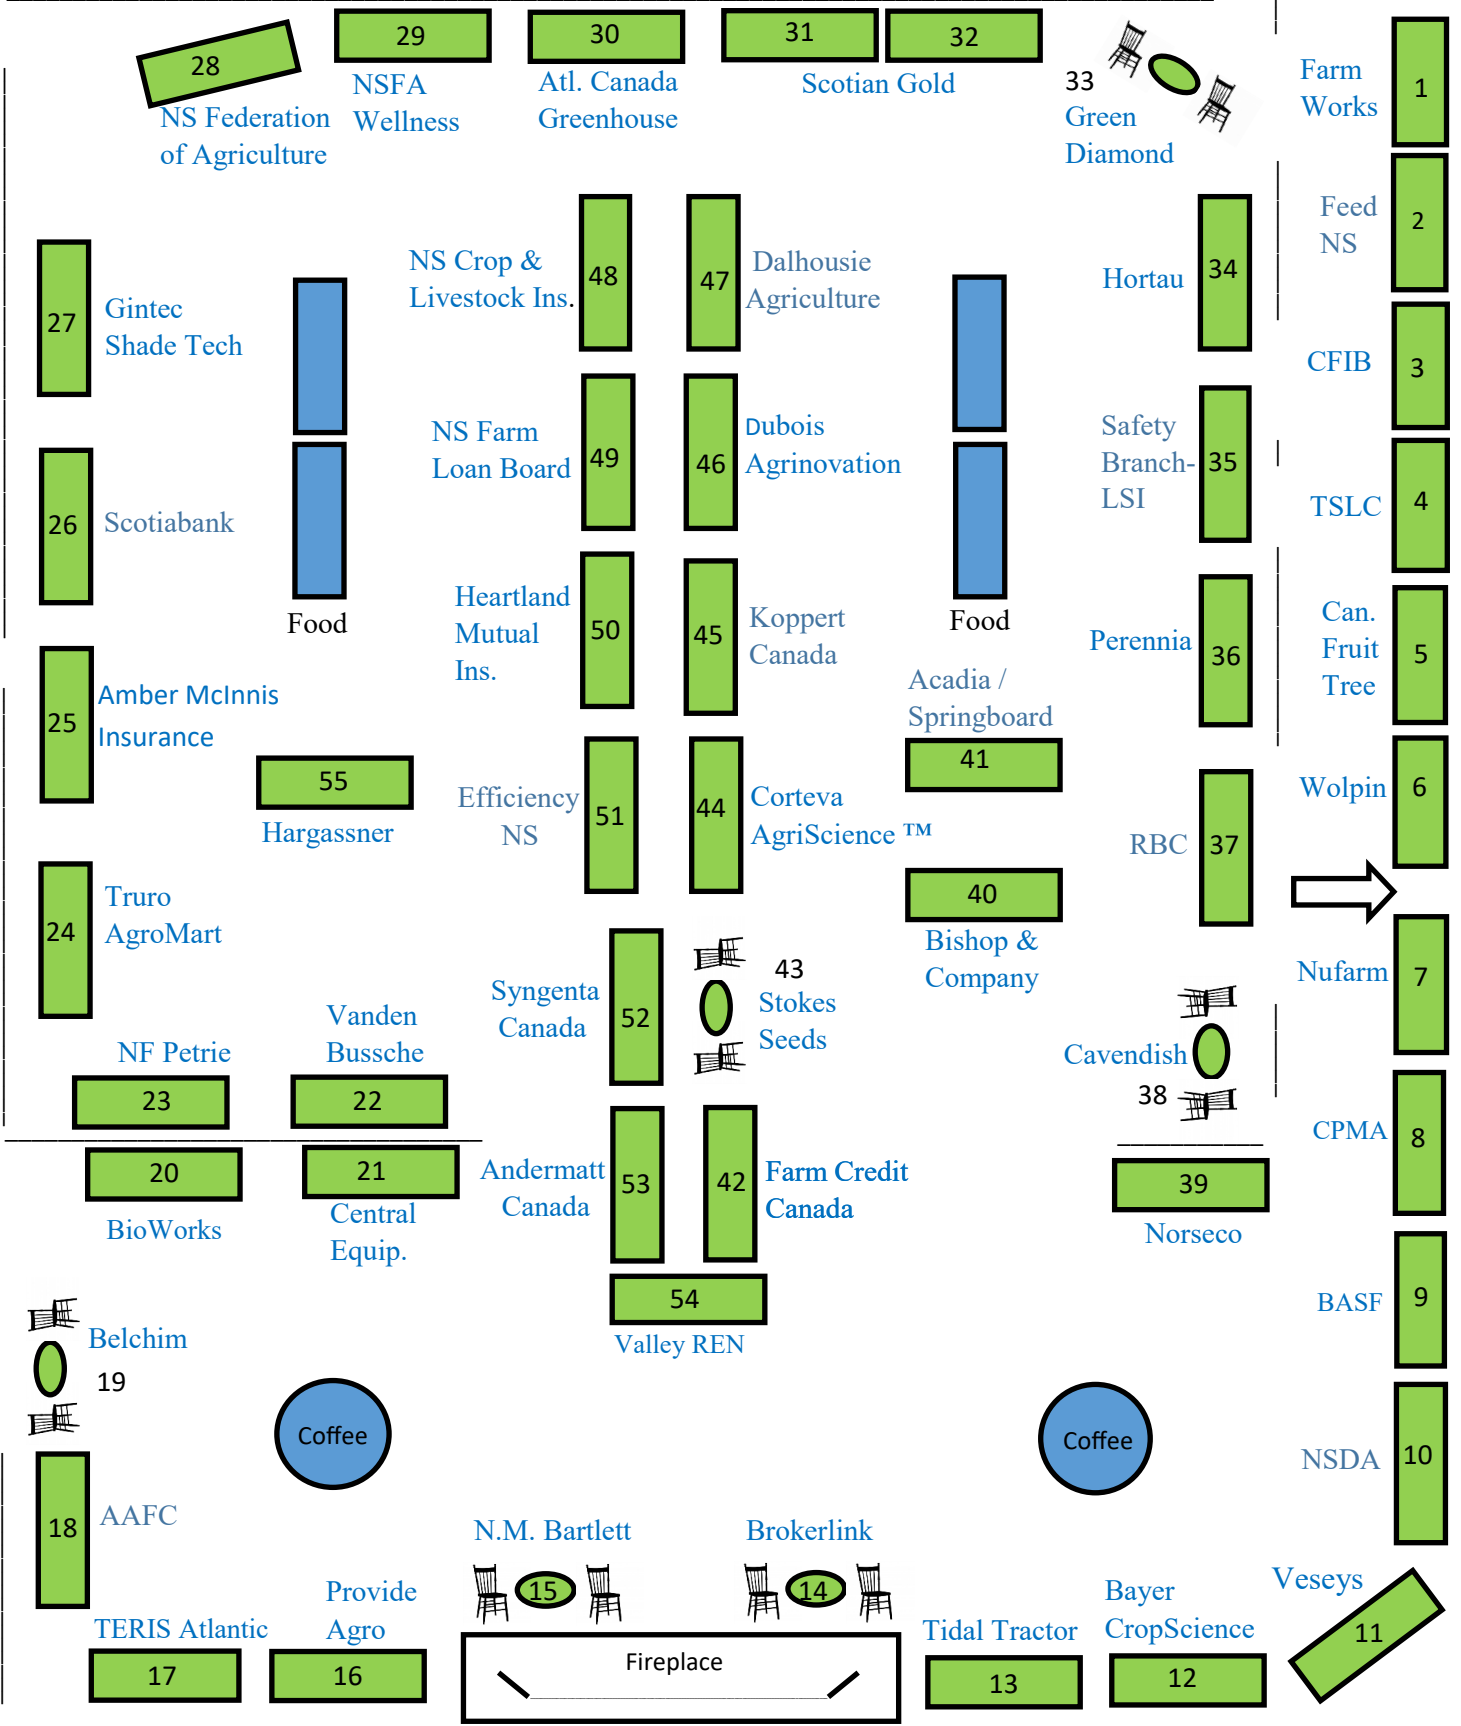 28
NS Federation
of Agriculture
29
NSFA
Wellness
30
Atl. Canada
Greenhouse
31
32
Scotian Gold
33
Green
Diamond
Farm
Works
1
Feed
NS
2
CFIB
3
TSLC
4
Can.
Fruit
Tree
5
Wolpin
6
Nufarm
7
CPMA
8
BASF
9
NSDA
10
Veseys
11
27
Gintec
Shade Tech
26
Scotiabank
Food
25
Amber McInnis
Insurance
55
Hargassner
24
Truro
AgroMart
NF Petrie
23
Vanden
Bussche
22
NS Crop &
Livestock Ins.
48
47
Dalhousie
Agriculture
NS Farm
Loan Board
49
46
Dubois
Agrinovation
Heartland
Mutual
Ins.
50
45
Koppert
Canada
Efficiency
NS
51
44
Corteva
AgriScience ™
Syngenta
Canada
52
43
Stokes
Seeds
Food
Acadia /
Springboard
41
40
Bishop &
Company
Hortau
34
Safety
Branch-
LSI
35
Perennia
36
RBC
37
Cavendish
38
39
Norseco
20
BioWorks
21
Central
Equip.
Andermatt
Canada
53
42
Farm Credit
Canada
54
Valley REN
Belchim
19
Coffee
Coffee
18
AAFC
TERIS Atlantic
17
Provide
Agro
16
N.M. Bartlett
15
Brokerlink
14
Fireplace
Tidal Tractor
13
Bayer
CropScience
12